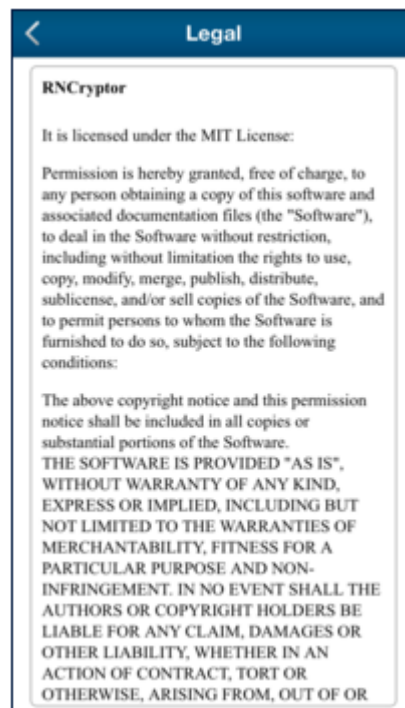 Legal
RNCryptor
It is licensed under the MIT License:
Permission is hereby granted, free of charge, to
any person obtaining a copy of this software and
associated documentation files (the "Software"),
to deal in the Software without restriction,
including without limitation the rights to use,
copy, modify, merge, publish, distribute,
sublicense, and/or sell copies of the Software, and
to permit persons to whom the Software is
furnished to do so, subject to the following
conditions:
The above copyright notice and this permission
notice shall be included in all copies or
substantial portions of the Software.
THE SOFTWARE IS PROVIDED "AS IS",
WITHOUT WARRANTY OF ANY KIND,
EXPRESS OR IMPLIED, INCLUDING BUT
NOT LIMITED TO THE WARRANTIES OF
MERCHANTABILITY, FITNESS FOR A
PARTICULAR PURPOSE AND NON-
INFRINGEMENT. IN NO EVENT SHALL THE
AUTHORS OR COPYRIGHT HOLDERS BE
LIABLE FOR ANY CLAIM, DAMAGES OR
OTHER LIABILITY, WHETHER IN AN
ACTION OF CONTRACT, TORT OR
OTHERWISE, ARISING FROM, OUT OF OR